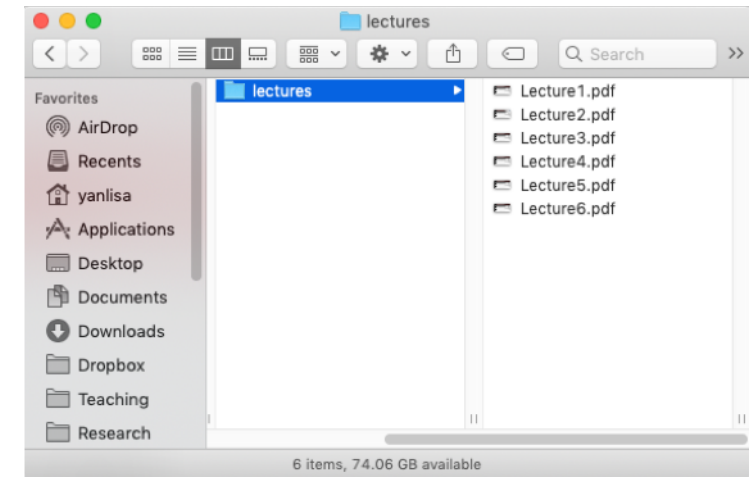 lectures
Search
Favorites
AirDrop
Recents
yanlisa
Applications
Desktop
Documents
Downloads
Dropbox
Teaching
Research
lectures
Lecture1.pdf
Lecture2.pdf
Lecture3.pdf
Lecture4.pdf
Lecture5.pdf
Lecture6.pdf
6 items, 74.06 GB available